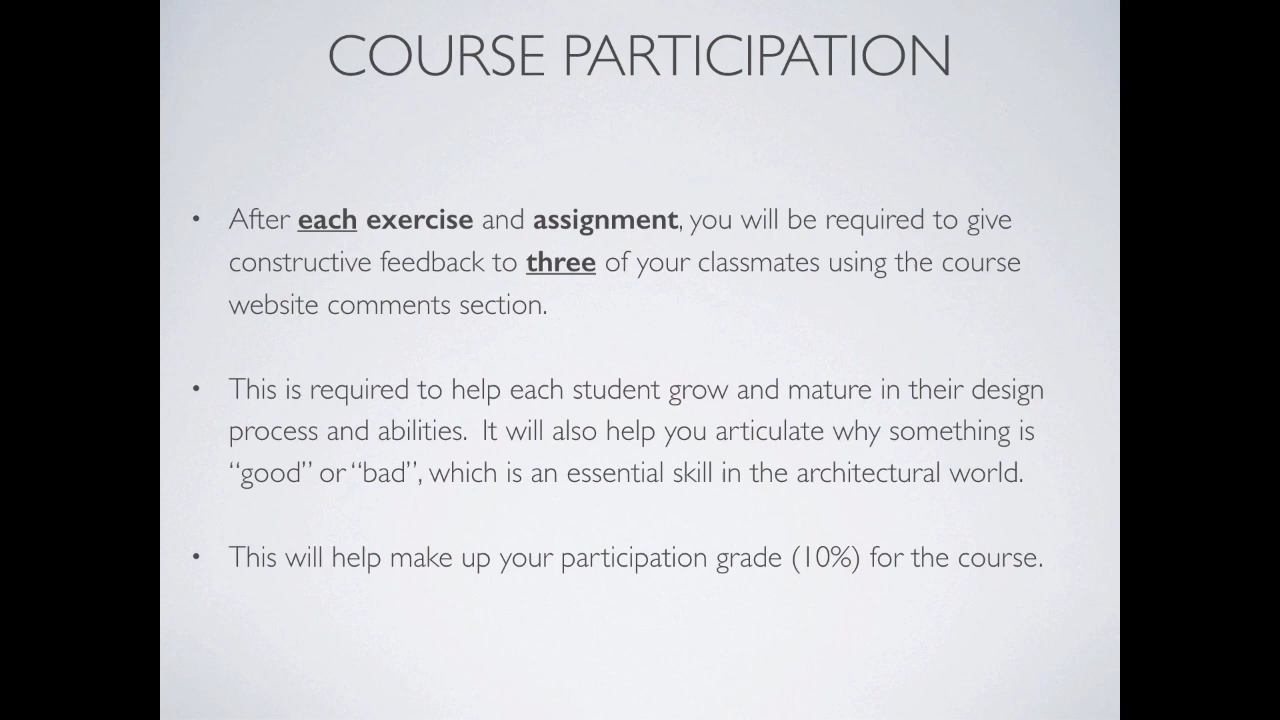 COURSE PARTICIPATION
• After each exercise and assignment, you will be required to give
constructive feedback to three of your classmates using the course
website comments section.
• This is required to help each student grow and mature in their design
process and abilities.  It will also help you articulate why something is
“good” or “bad”, which is an essential skill in the architectural world.
• This will help make up your participation grade (10%) for the course.